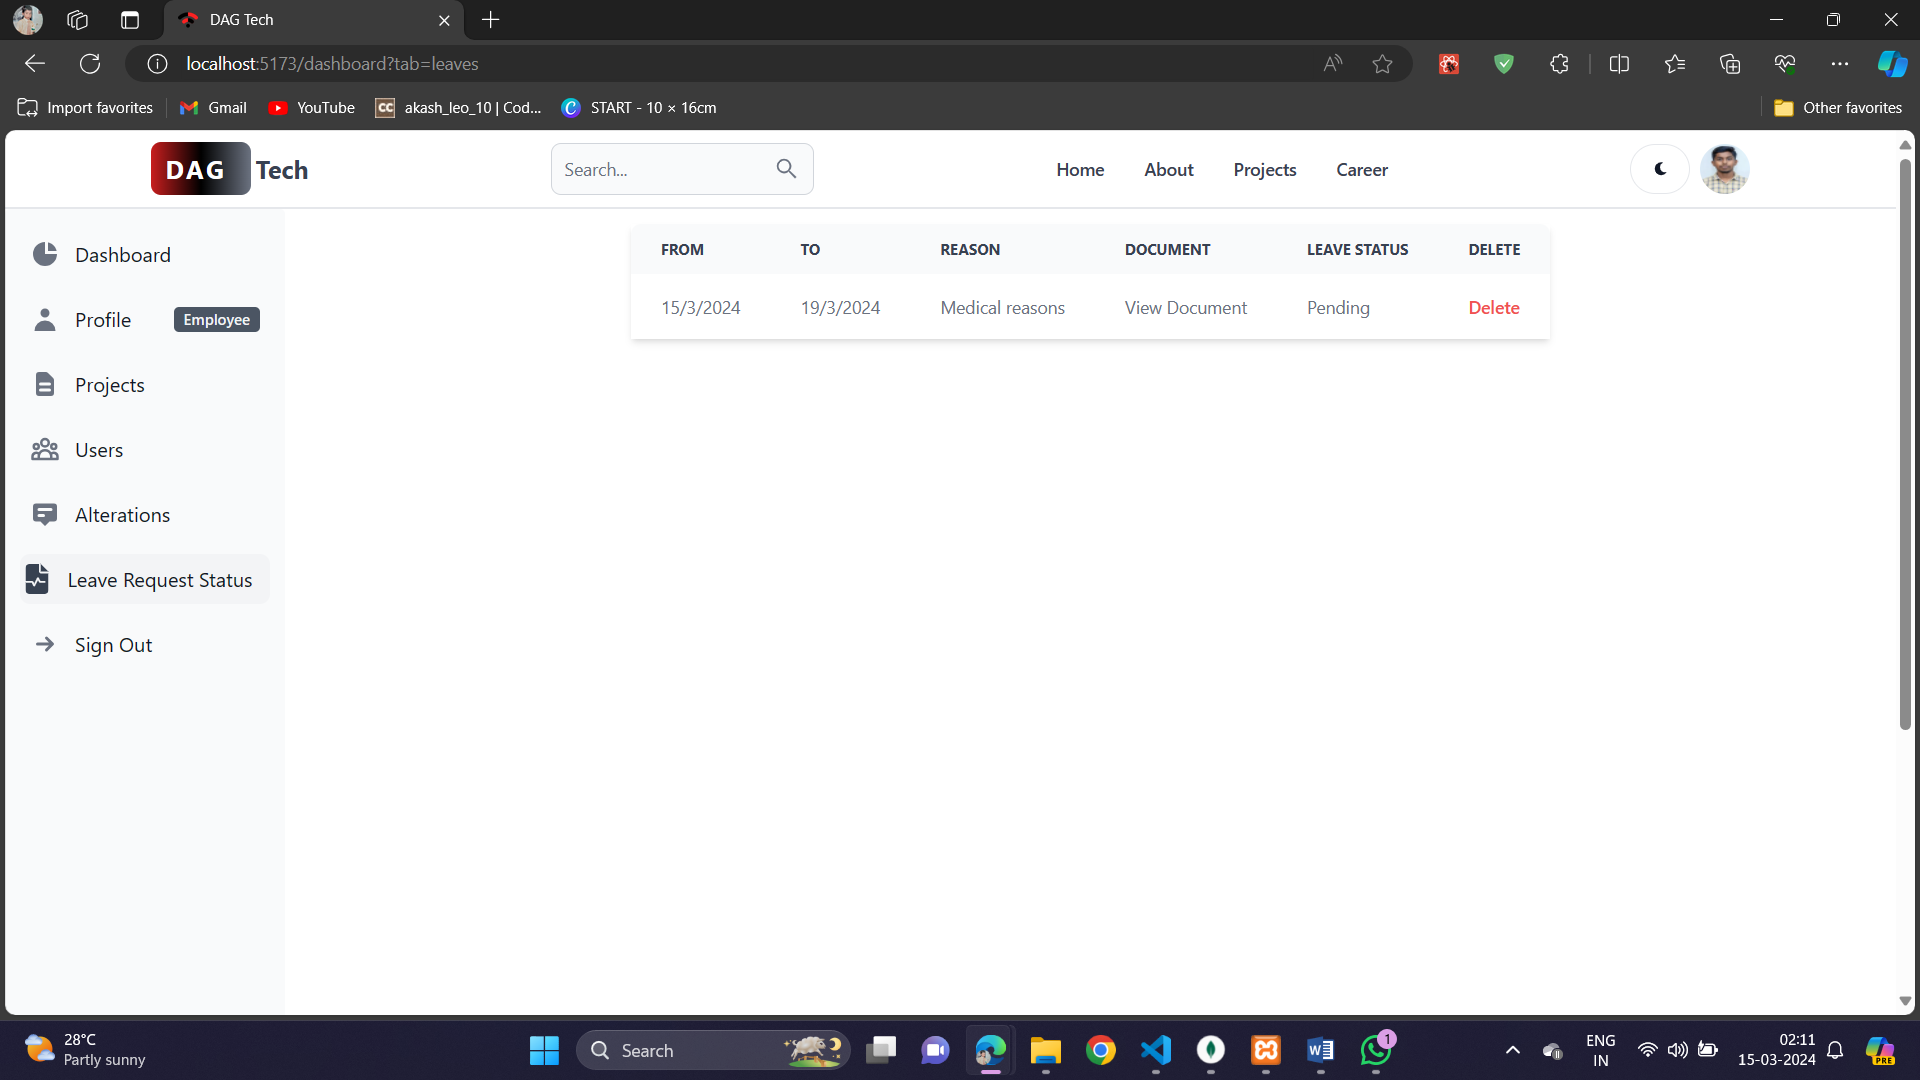 DAG Tech
localhost:5173/dashboard?tab=leaves
Import favorites
Gmail
YouTube
CC
akash_leo_10 | Cod...
START - 10 × 16cm
Other favorites
DAG Tech
Search...
Home
About
Projects
Career
Dashboard
Profile
Employee
Projects
Users
Alterations
Leave Request Status
Sign Out
FROM TO REASON DOCUMENT LEAVE STATUS DELETE
15/3/2024 19/3/2024 Medical reasons View Document Pending Delete
28°C
Partly sunny
Search
1
ENG
IN
02:11
15-03-2024
PRE